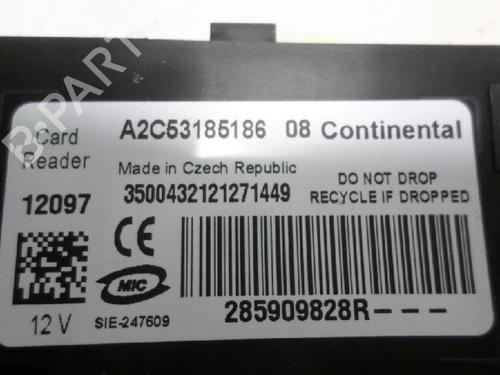 B-PARTS
Card
Reader
A2C53185186 08 Continental
Made in Czech Republic
12097
3500432121271449
DO NOT DROP
RECYCLE IF DROPPED
CE
MIC
12 V
SIE-247609
285909828R---